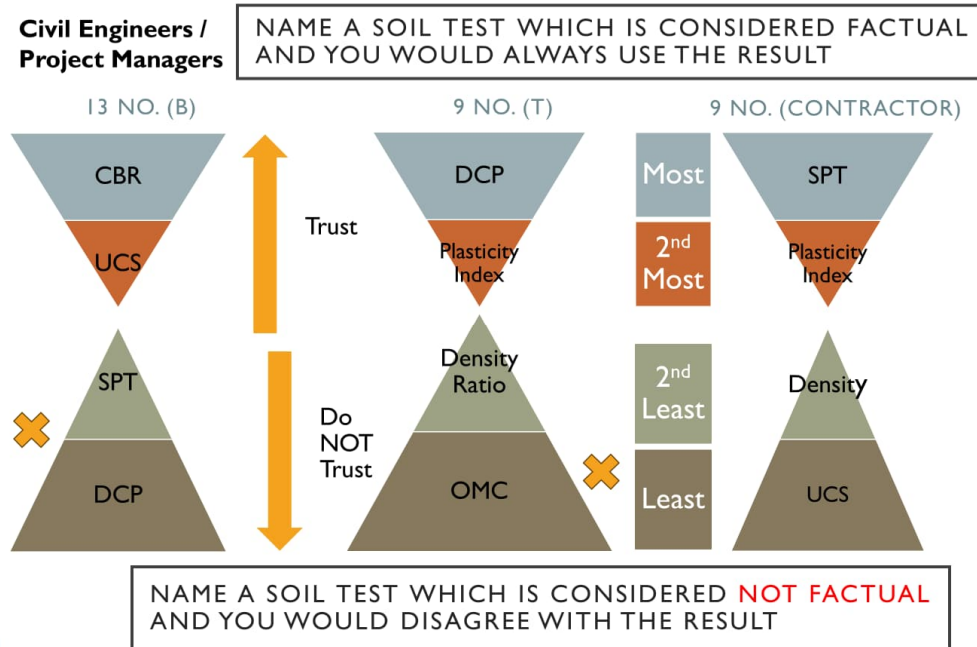 Civil Engineers /
Project Managers
NAME A SOIL TEST WHICH IS CONSIDERED FACTUAL
AND YOU WOULD ALWAYS USE THE RESULT
13 NO. (B)
9 NO. (T)
9 NO. (CONTRACTOR)
CBR
UCS
SPT
DCP
Trust
Do
NOT
Trust
DCP
Plasticity
Index
Density
Ratio
OMC
Most
2nd
Most
2nd
Least
Least
SPT
Plasticity
Index
Density
UCS
NAME A SOIL TEST WHICH IS CONSIDERED NOT FACTUAL
AND YOU WOULD DISAGREE WITH THE RESULT